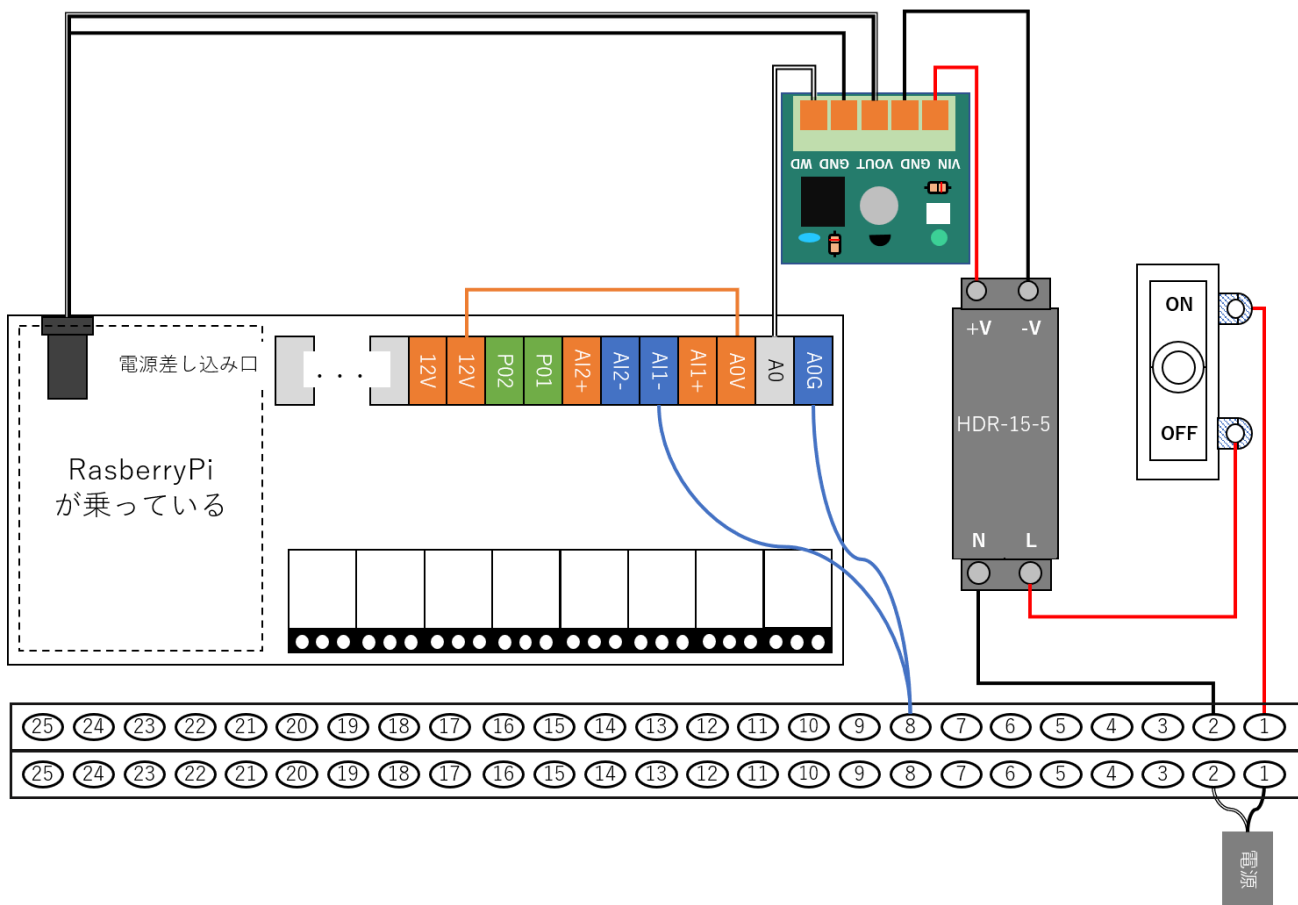 WD GND VOUT GND VIN
ON
OFF
+V -V
HDR-15-5
N L
電源差し込み口
RasberryPi
が乗っている
. . .
12V 12V P02 P01 AI2+ AI2- AI1- AI1+ A0V A0 A0G
25 24 23 22 21 20 19 18 17 16 15 14 13 12 11 10 9 8 7 6 5 4 3 2 1
25 24 23 22 21 20 19 18 17 16 15 14 13 12 11 10 9 8 7 6 5 4 3 2 1
電源